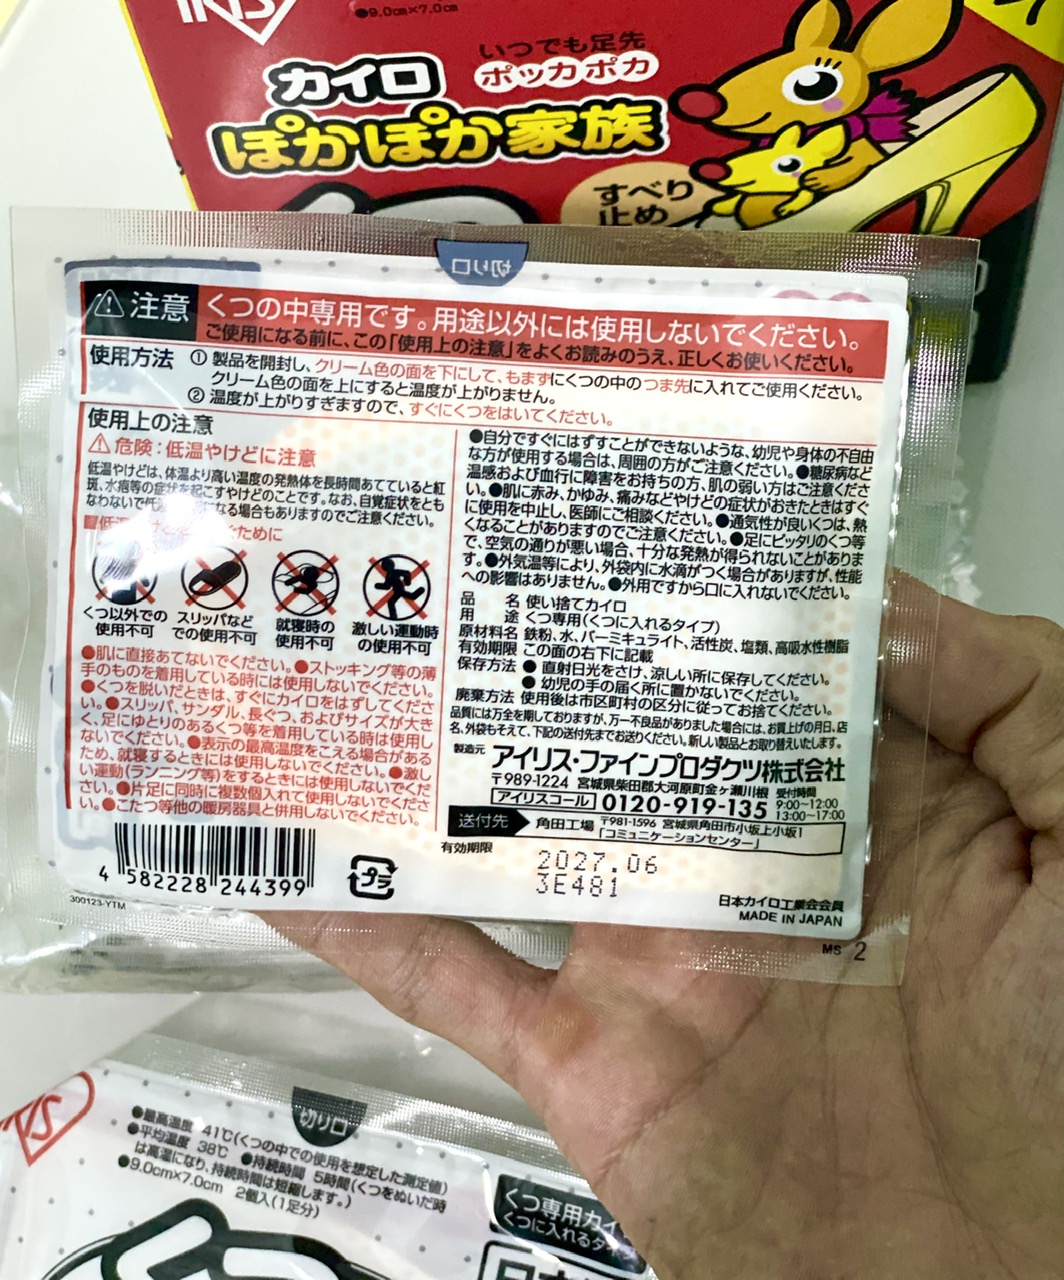 IRIS
●9.0cm×7.0cm
いつでも足先
カイロ
ポッカポカ
ぽかぽか家族
すべり
止め
切り口
注意
くつの中専用です。用途以外には使用しないでください。
ご使用になる前に、この「使用上の注意」をよくお読みのうえ、正しくお使いください。
使用方法
① 製品を開封し、クリーム色の面を下にして、もまずにくつの中のつま先に入れてご使用ください。
クリーム色の面を上にすると温度が上がりません。
② 温度が上がりすぎますので、すぐにくつをはいてください。
使用上の注意
危険：低温やけどに注意
低温やけどは、体温より高い温度の発熱体を長時間あてていると紅
斑、水疱等の症状を起こすやけどのことです。なお、自覚症状をとも
なわないで低 になる場合もありますのでご注意ください。
■低温 ために
くつ以外での
使用不可
スリッパなど
での使用不可
就寝時の
使用不可
激しい運動時
の使用不可
●肌に直接あてないでください。●ストッキング等の薄
手のものを着用している時には使用しないでください。
●くつを脱いだときは、すぐにカイロをはずしてくださ
い。●スリッパ、サンダル、長ぐつ、およびサイズが大き
く、足にゆとりのあるくつ等を着用している時は使用し
ないでください。●表示の最高温度をこえる場合がある
ため、就寝するときには使用しないでください。●激し
い運動(ランニング等)をするときには使用しないでくだ
さい。●片足に同時に複数個入れて使用しないでくださ
い。●こたつ等他の暖房器具と併用しないでください。
●自分ですぐにはずすことができないような、幼児や身体の不自由
な方が使用する場合は、周囲の方がご注意ください。●糖尿病など
温感および血行に障害をお持ちの方、肌の弱い方はご注意くださ
い。●肌に赤み、かゆみ、痛みなどやけどの症状がおきたときはすぐ
に使用を中止し、医師にご相談ください。●通気性が良いくつは、熱
くなることがありますのでご注意ください。●足にピッタリのくつ等
で、空気の通りが悪い場合、十分な発熱が得られないことがありま
す。●外気温等により、外袋内に水滴がつく場合がありますが、性能
への影響はありません。●外用ですから口に入れないでください。
品 名 使い捨てカイロ
用 途 くつ専用(くつに入れるタイプ)
原材料名 鉄粉、水、バーミキュライト、活性炭、塩類、高吸水性樹脂
有効期限 この面の右下に記載
保存方法 ● 直射日光をさけ、涼しい所に保存してください。
● 幼児の手の届く所に置かないでください。
廃棄方法 使用後は市区町村の区分に従ってお捨てください。
品質には万全を期しておりますが、万一不良品がありました場合には、お買上げの月日、店
名、外袋もそえて、下記の送付先までお送りください。新しい製品とお取り替えいたします。
製造元 アイリス・ファインプロダクツ株式会社
〒989-1224 宮城県柴田郡大河原町金ヶ瀬川根
アイリスコール 0120-919-135
受付時間
9:00~12:00
13:00~17:00
送付先
角田工場 〒981-1596 宮城県角田市小坂上小坂1
「コミュニケーションセンター」
有効期限
2027.06
3E481
4 582228 244399
プラ
300123-YTM
日本カイロ工業会会員
MADE IN JAPAN
MS 2
切り口
●最高温度 41℃(くつの中での使用を想定した測定値)
●平均温度 38℃ ●持続時間 5時間(くつをぬいだ時
は高温になり、持続時間は短縮します。)
●9.0cm×7.0cm 2個入(1足分)
くつ専用カイ
くつに入れるタイ
日本